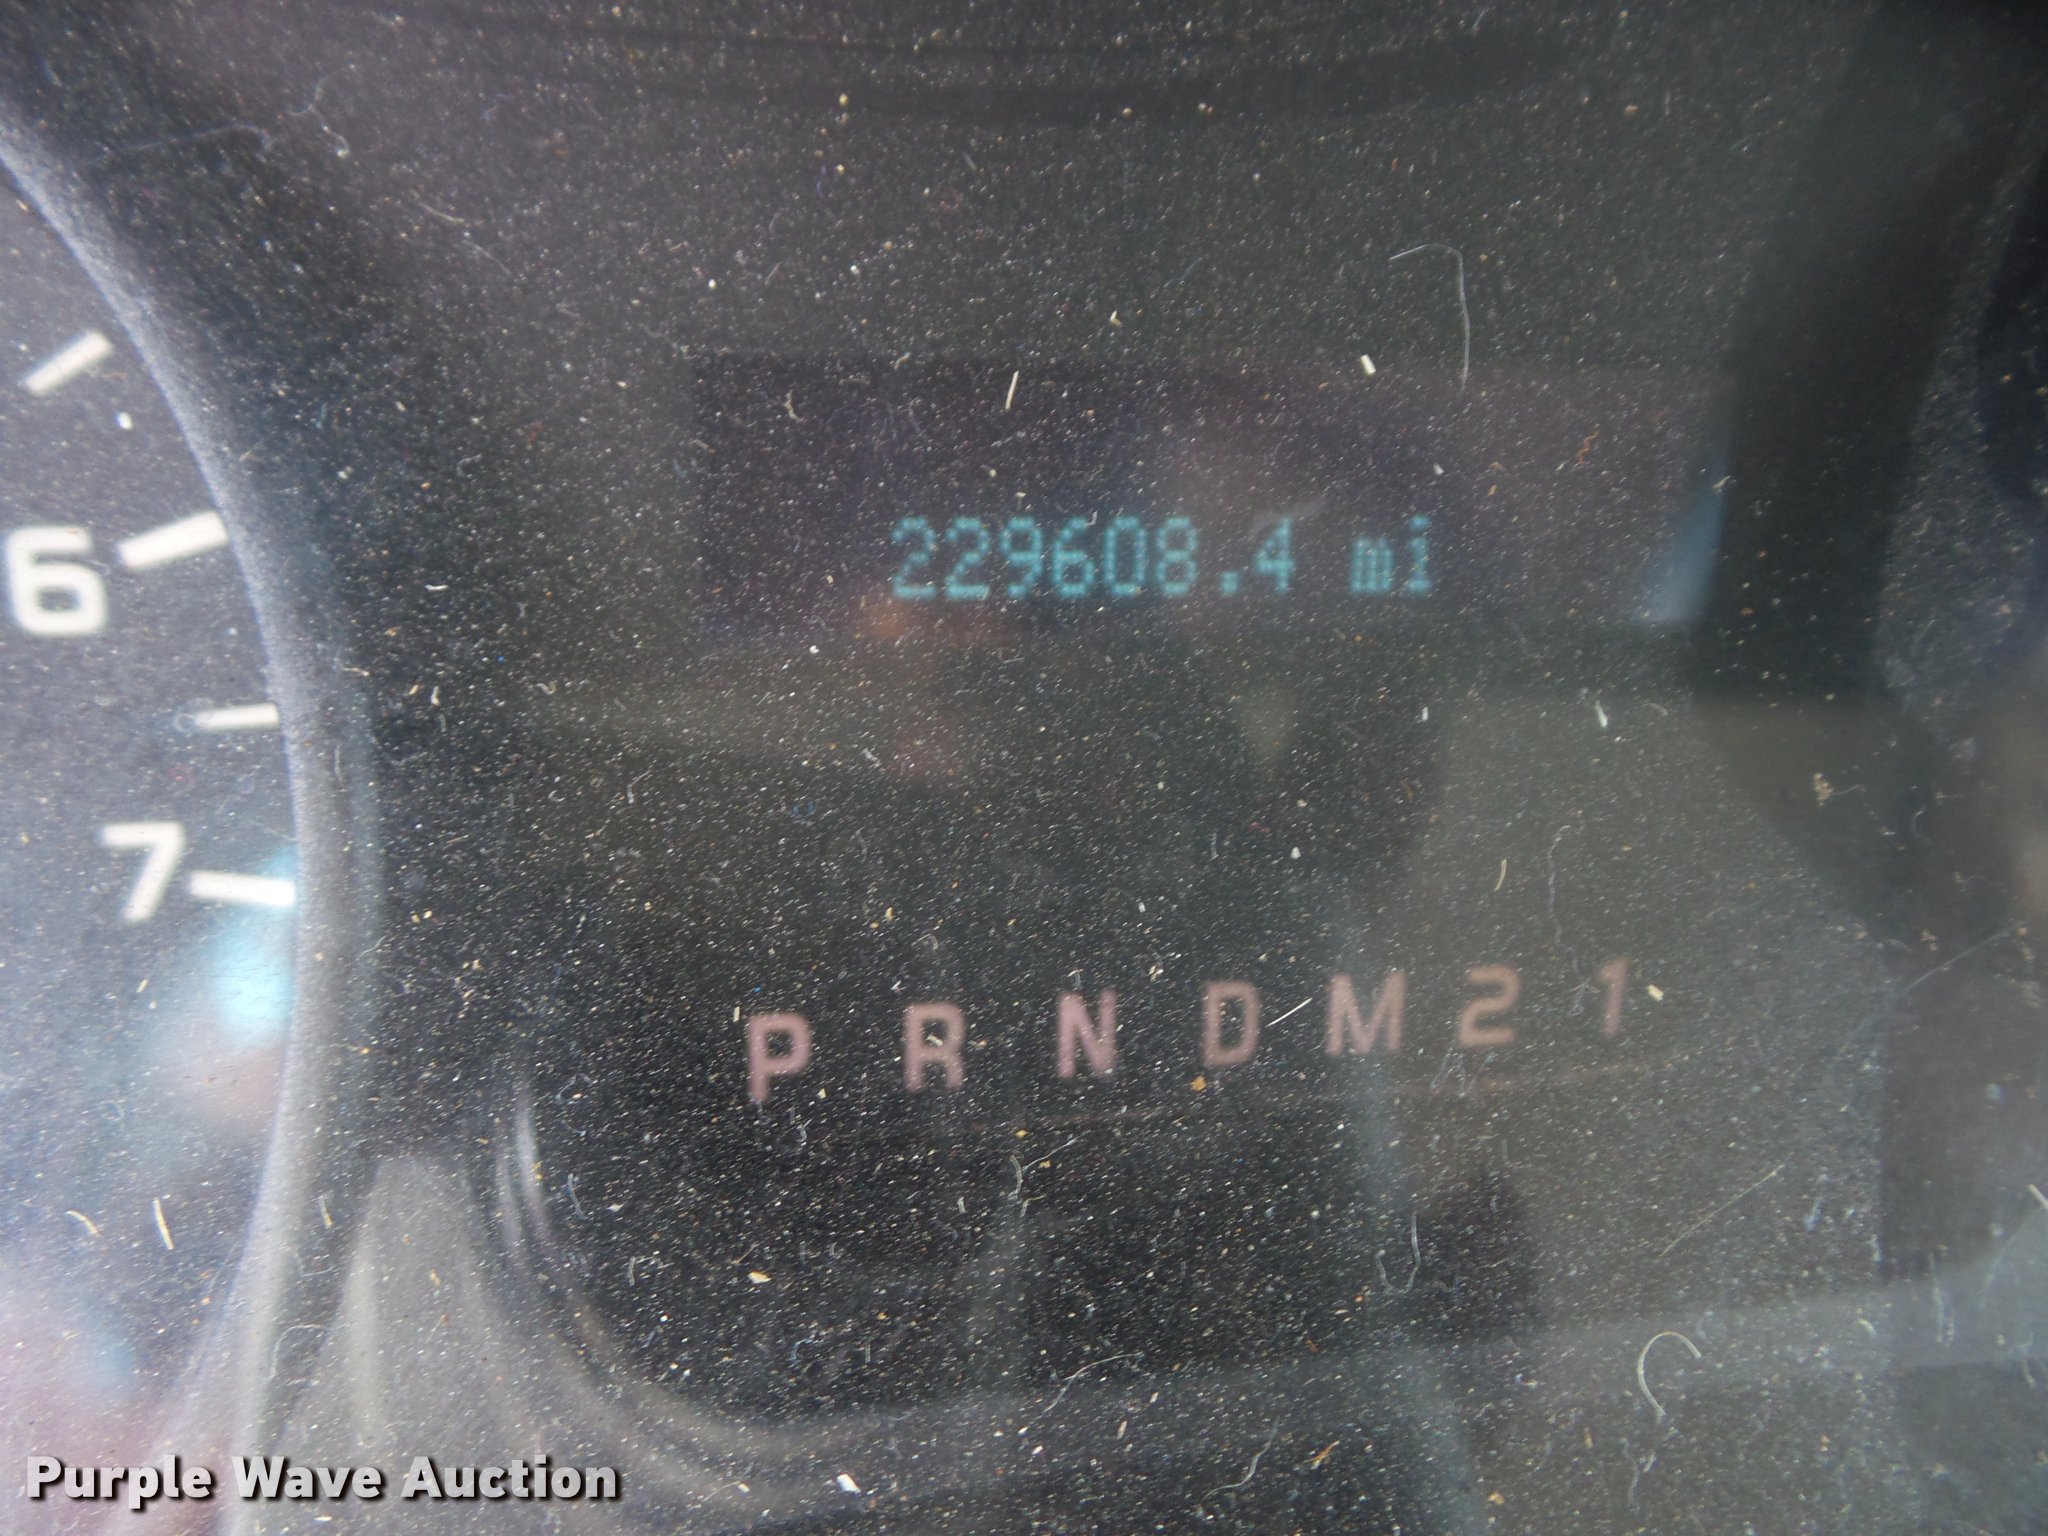 229608.4 mi
6
7
P R N D M 2 1
Purple Wave Auction